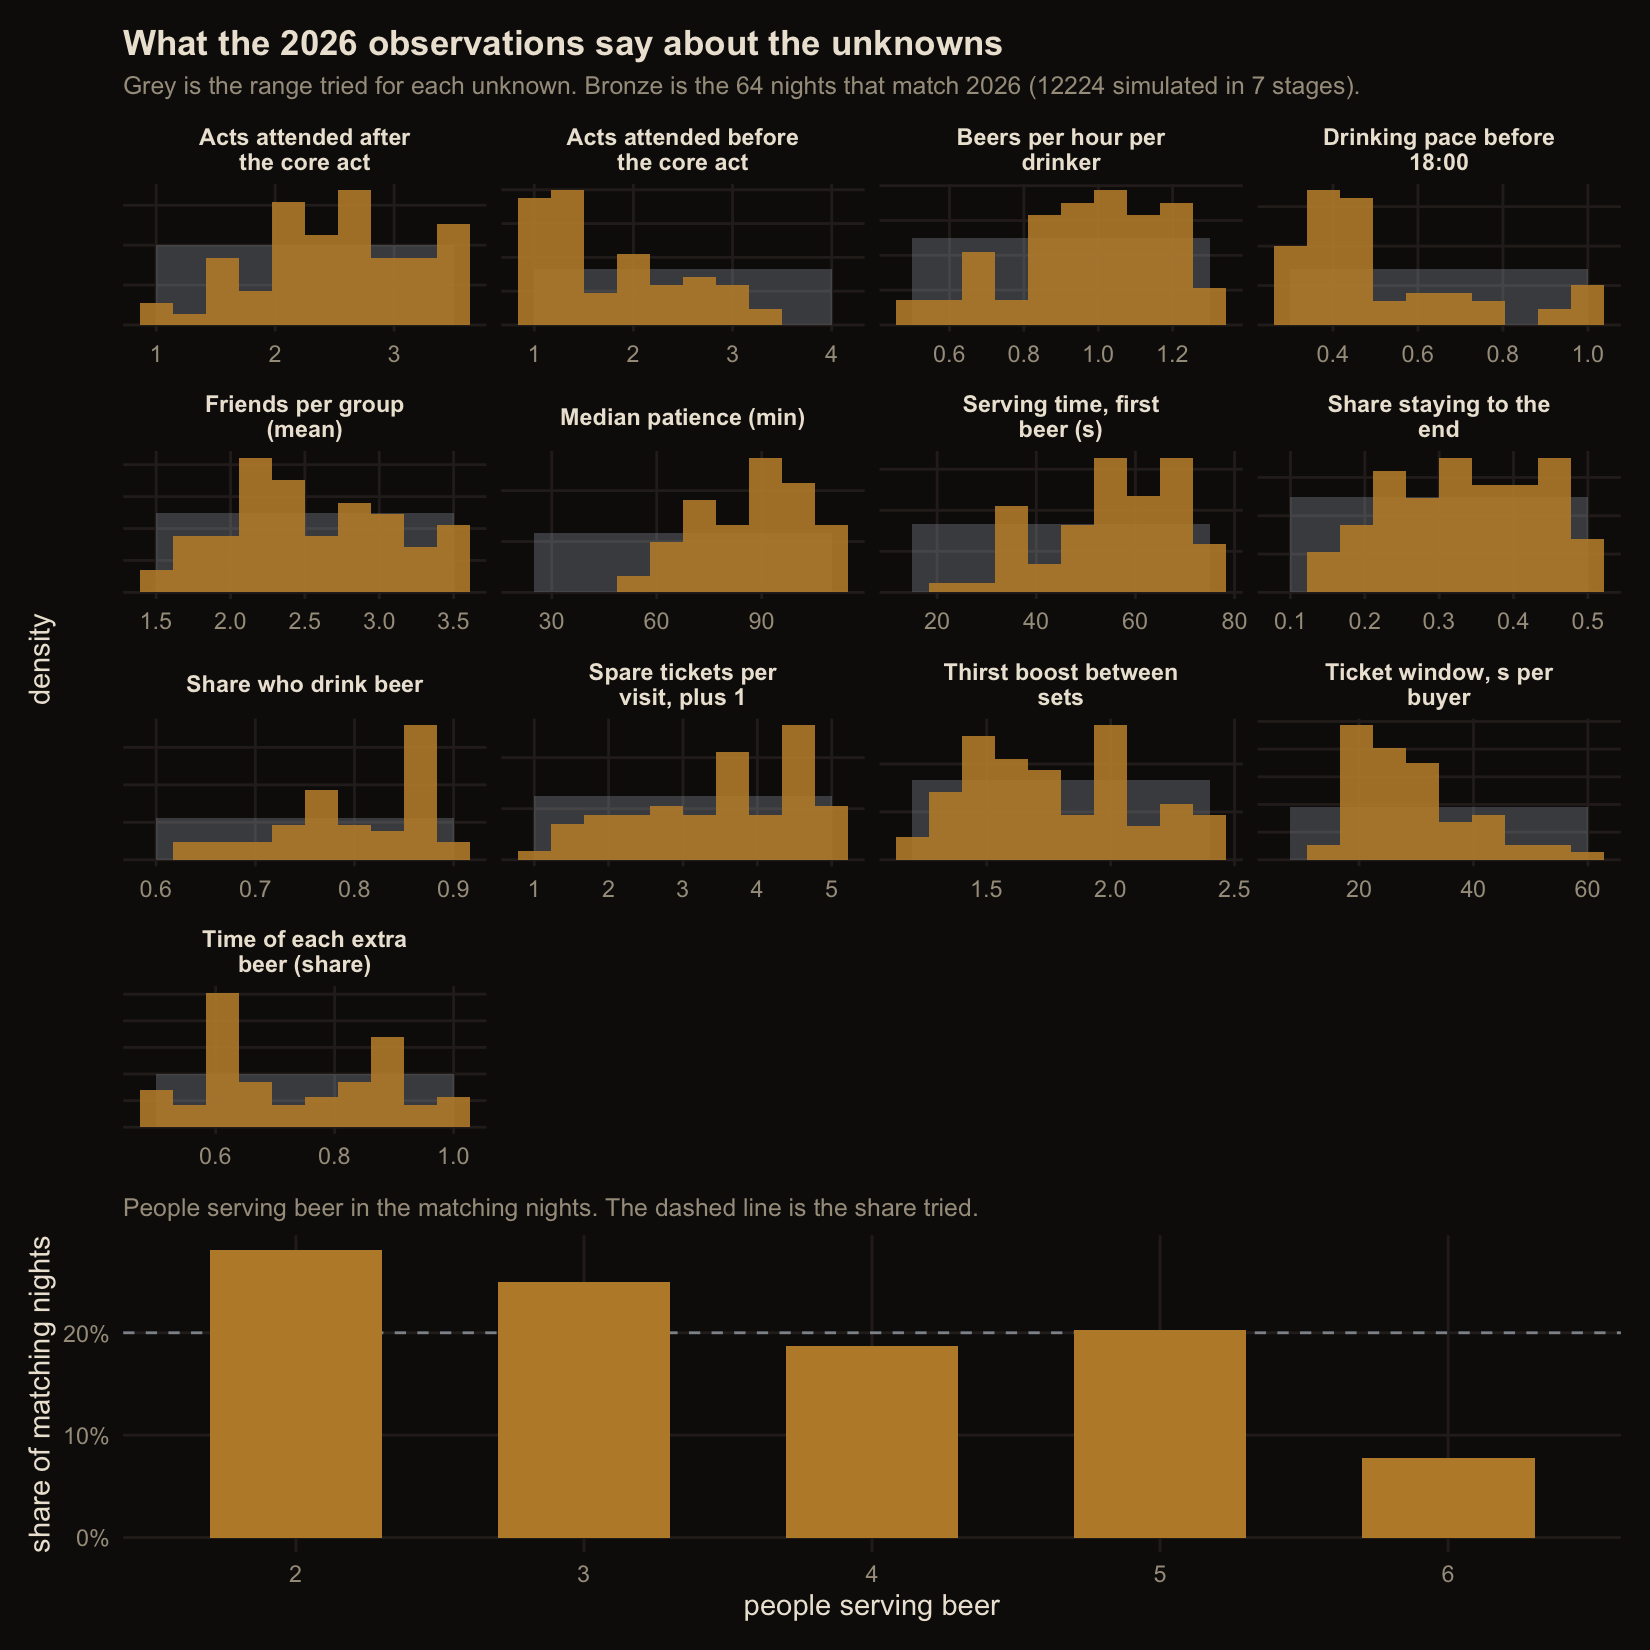 What the 2026 observations say about the unknowns
Grey is the range tried for each unknown. Bronze is the 64 nights that match 2026 (12224 simulated in 7 stages).
Acts attended after
the core act
Acts attended before
the core act
Beers per hour per
drinker
Drinking pace before
18:00
1 2 3
1 2 3 4
0.6 0.8 1.0 1.2
0.4 0.6 0.8 1.0
Friends per group
(mean)
Median patience (min)
Serving time, first
beer (s)
Share staying to the
end
1.5 2.0 2.5 3.0 3.5
30 60 90
20 40 60 80
0.1 0.2 0.3 0.4 0.5
density
Share who drink beer
Spare tickets per
visit, plus 1
Thirst boost between
sets
Ticket window, s per
buyer
0.6 0.7 0.8 0.9
1 2 3 4 5
1.5 2.0 2.5
20 40 60
Time of each extra
beer (share)
0.6 0.8 1.0
People serving beer in the matching nights. The dashed line is the share tried.
share of matching nights
20%
10%
0%
2 3 4 5 6
people serving beer